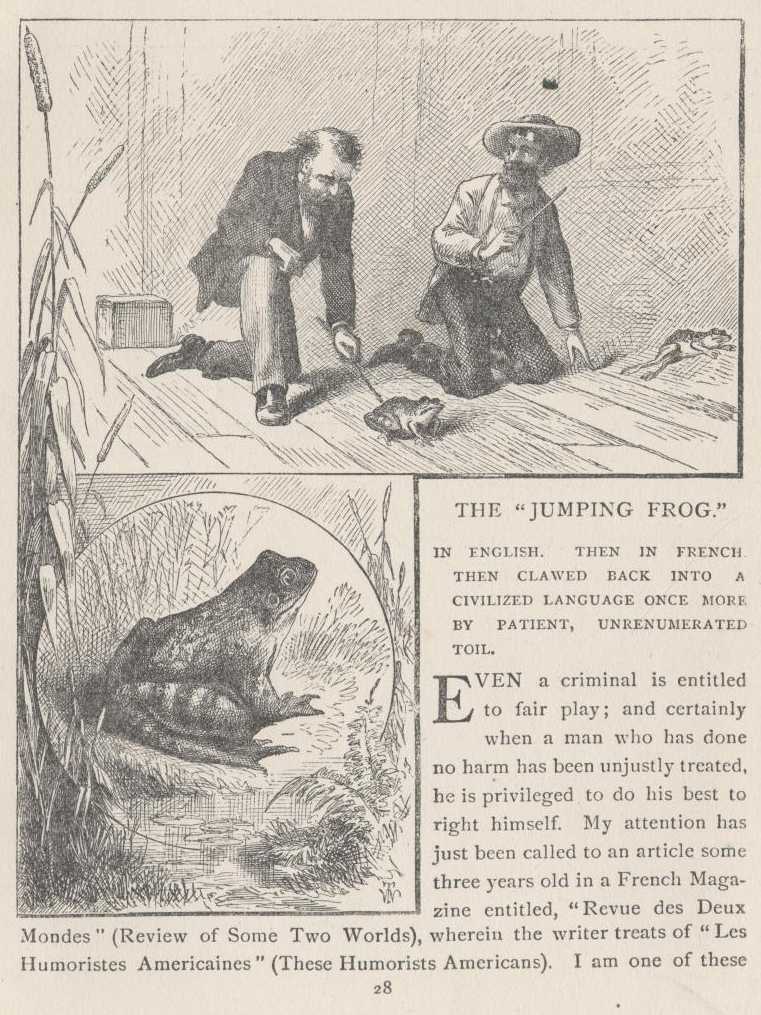 THE "JUMPING FROG."
IN ENGLISH. THEN IN FRENCH.
THEN CLAWED BACK INTO A
CIVILIZED LANGUAGE ONCE MORE
BY PATIENT, UNRENUMERATED
TOIL.
EVEN a criminal is entitled
to fair play; and certainly
when a man who has done
no harm has been unjustly treated,
he is privileged to do his best to
right himself. My attention has
just been called to an article some
three years old in a French Maga-
zine entitled, "Revue des Deux
Mondes" (Review of Some Two Worlds), wherein the writer treats of "Les
Humoristes Americaines" (These Humorists Americans). I am one of these
28